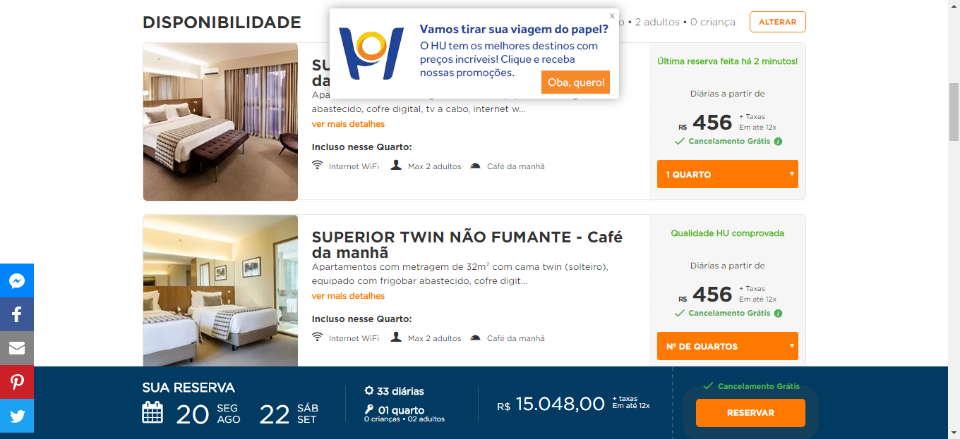 DISPONIBILIDADE
• 2 adultos • 0 criança
ALTERAR
x
Vamos tirar sua viagem do papel?
O HU tem os melhores destinos com
preços incríveis! Clique e receba
nossas promoções.
Oba, quero!
abastecido, cofre digital, tv a cabo, internet w...
ver mais detalhes
Incluso nesse Quarto:
Internet WiFi Max 2 adultos Café da manhã
Última reserva feita há 2 minutos!
Diárias a partir de
R$ 456 + Taxas
Em até 12x
Cancelamento Grátis
1 QUARTO
SUPERIOR TWIN NÃO FUMANTE - Café
da manhã
Apartamentos com metragem de 32m² com cama twin (solteiro),
equipado com frigobar abastecido, cofre digit...
ver mais detalhes
Incluso nesse Quarto:
Internet WiFi Max 2 adultos Café da manhã
Qualidade HU comprovada
Diárias a partir de
R$ 456 + Taxas
Em até 12x
Cancelamento Grátis
Nº DE QUARTOS
SUA RESERVA
20 SEG
AGO
22 SÁB
SET
33 diárias
01 quarto
0 crianças • 02 adultos
R$ 15.048,00 + taxas
Em até 12x
Cancelamento Grátis
RESERVAR